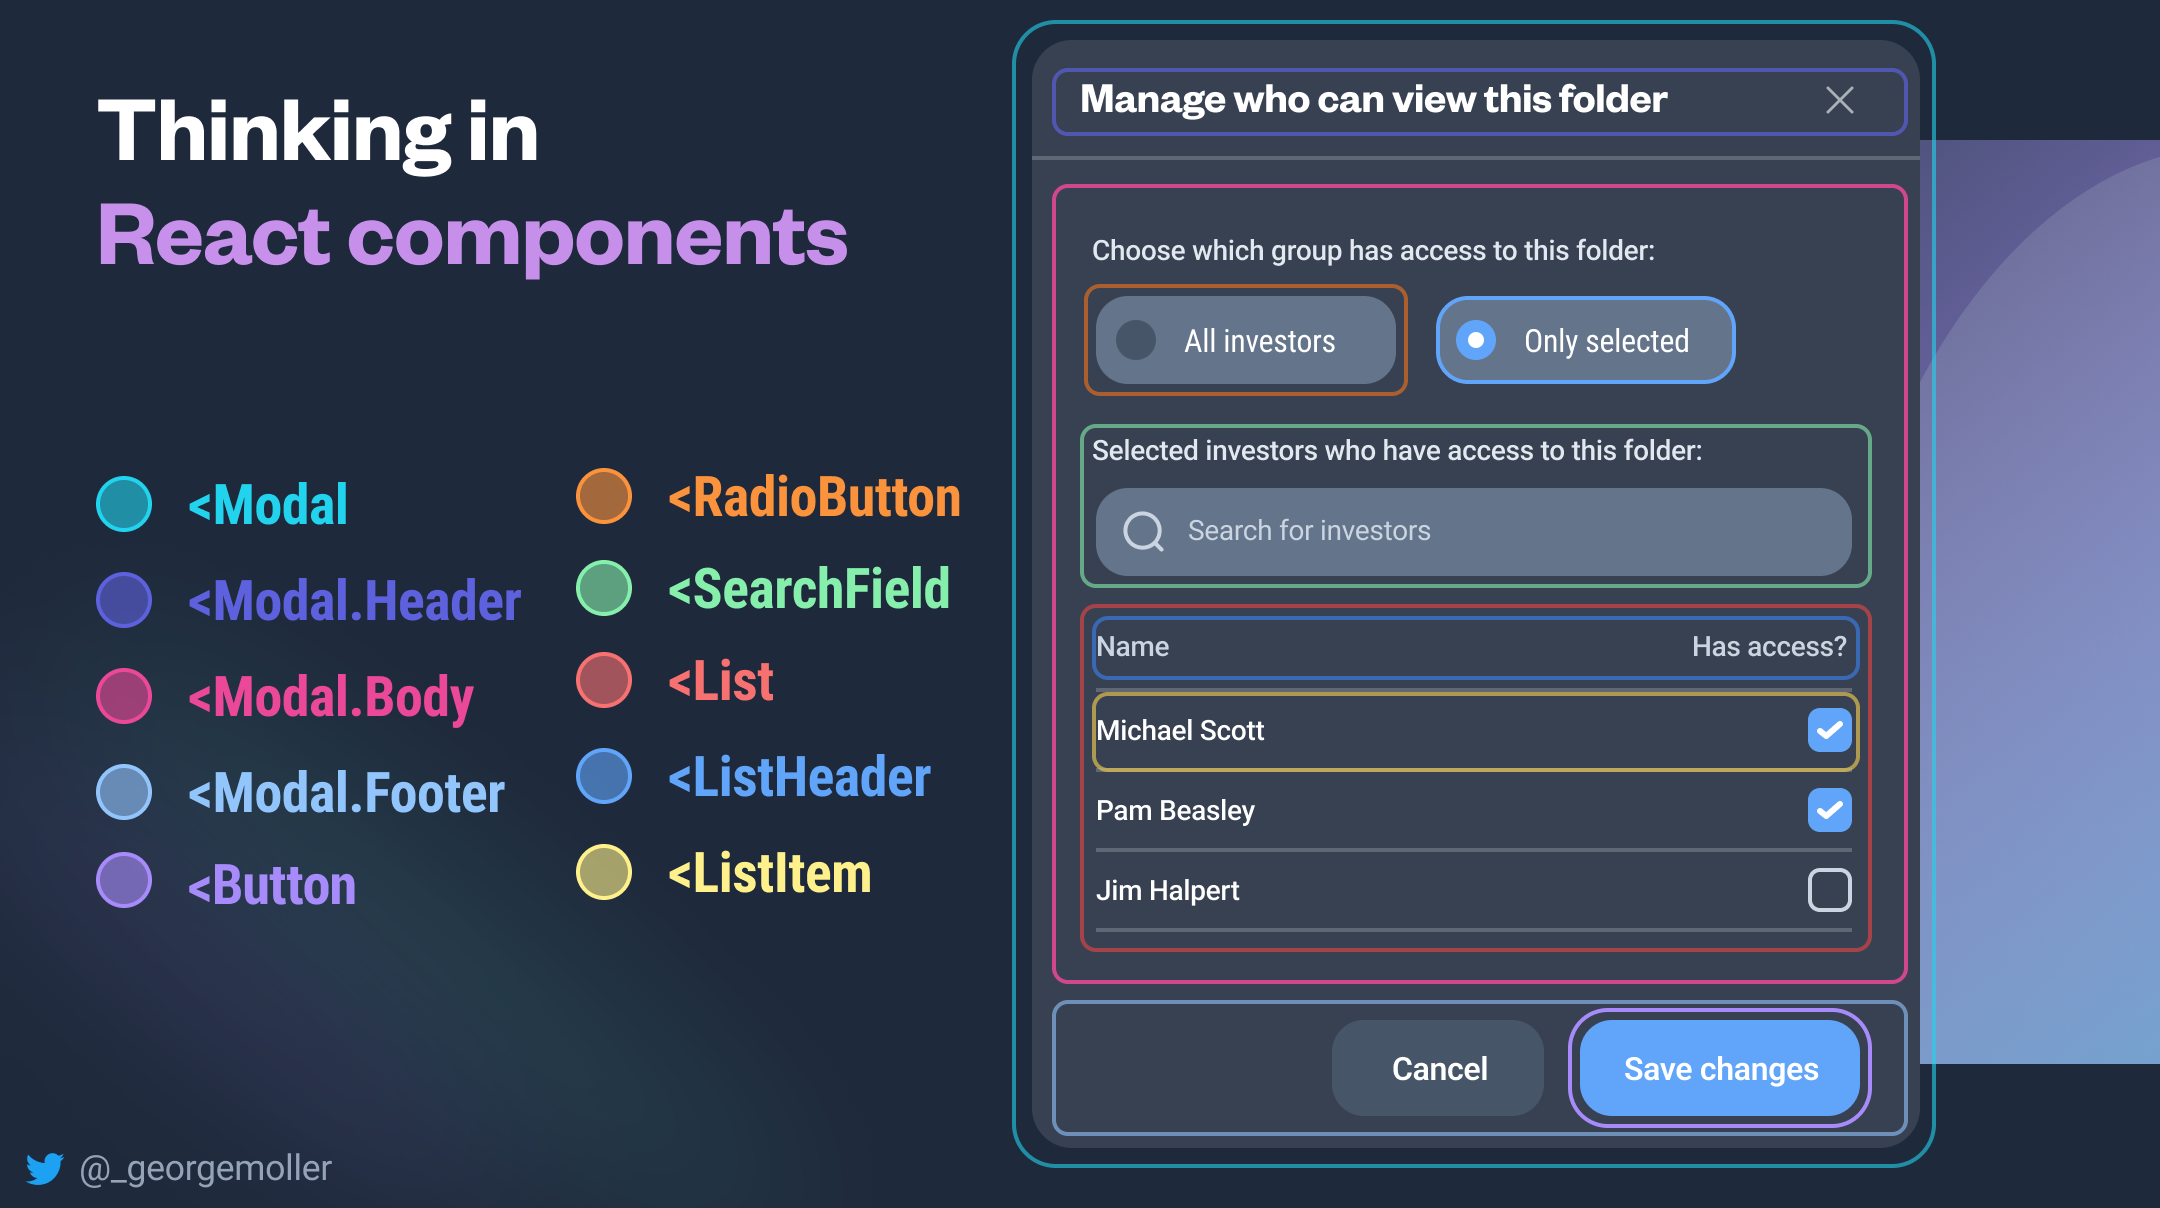 Thinking in
React components
<Modal
<Modal.Header
<Modal.Body
<Modal.Footer
<Button
<RadioButton
<SearchField
<List
<ListHeader
<ListItem
@_georgemoller
Manage who can view this folder
Choose which group has access to this folder:
All investors
Only selected
Selected investors who have access to this folder:
Search for investors
Name Has access?
Michael Scott
Pam Beasley
Jim Halpert
Cancel Save changes